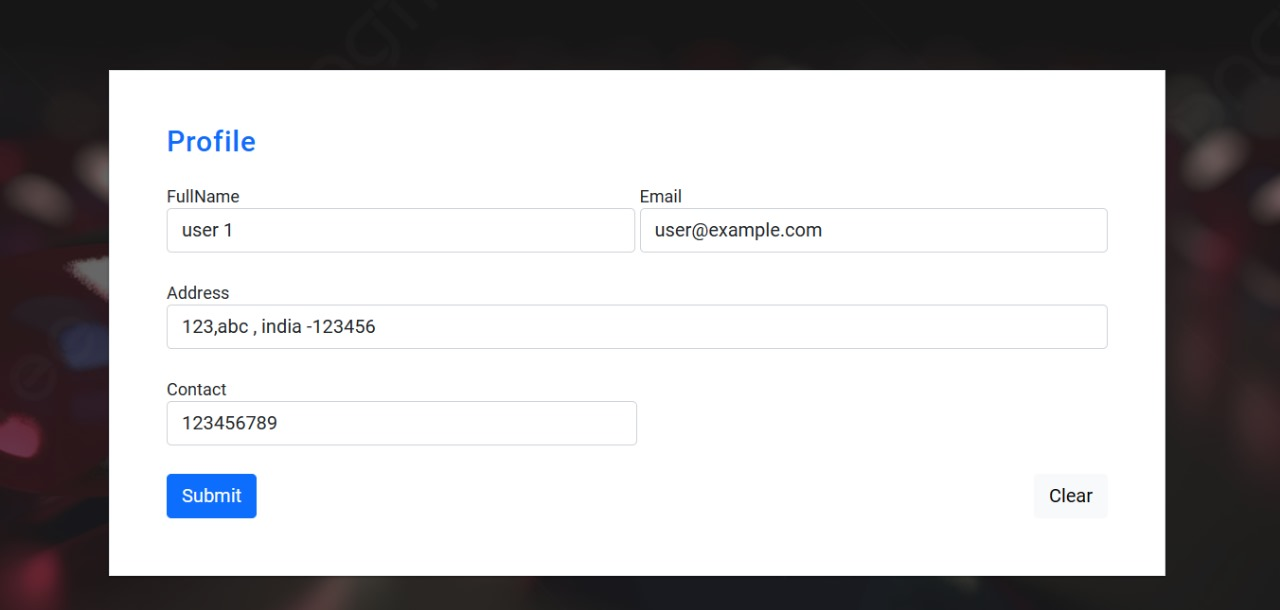 Profile
FullName Email
user 1 user@example.com
Address
123,abc , india -123456
Contact
123456789
Submit Clear